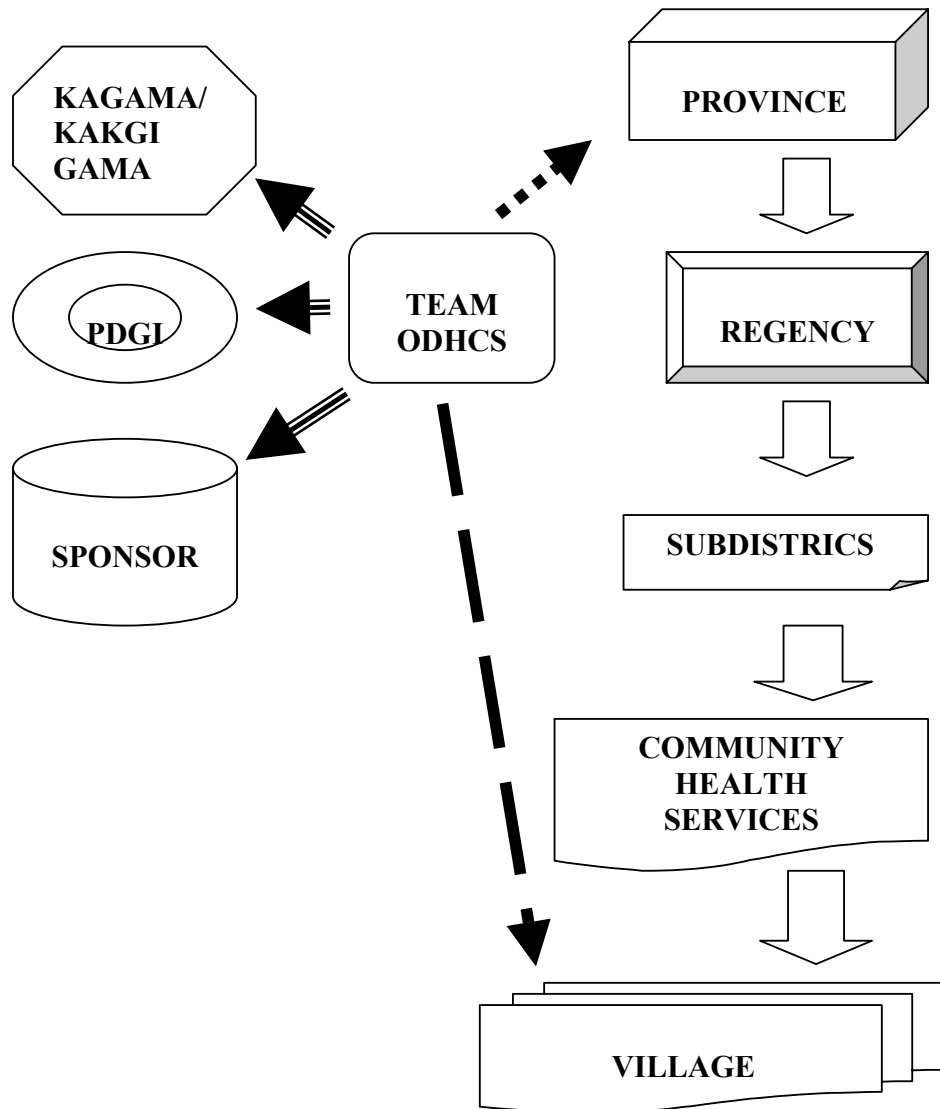 KAGAMA/
KAKGI
GAMA
PROVINCE
PDGI
TEAM
ODHCS
REGENCY
SPONSOR
SUBDISTRICS
COMMUNITY
HEALTH
SERVICES
VILLAGE